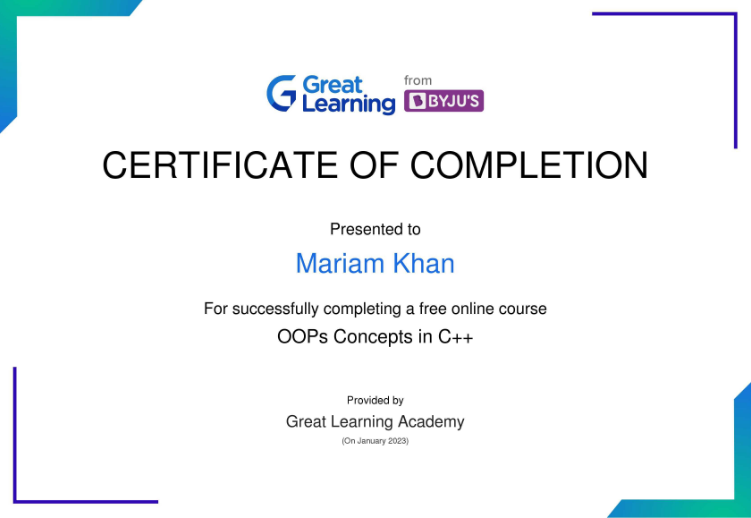 Great Learning
from
BYJU'S
CERTIFICATE OF COMPLETION
Presented to
Mariam Khan
For successfully completing a free online course
OOPs Concepts in C++
Provided by
Great Learning Academy
(On January 2023)